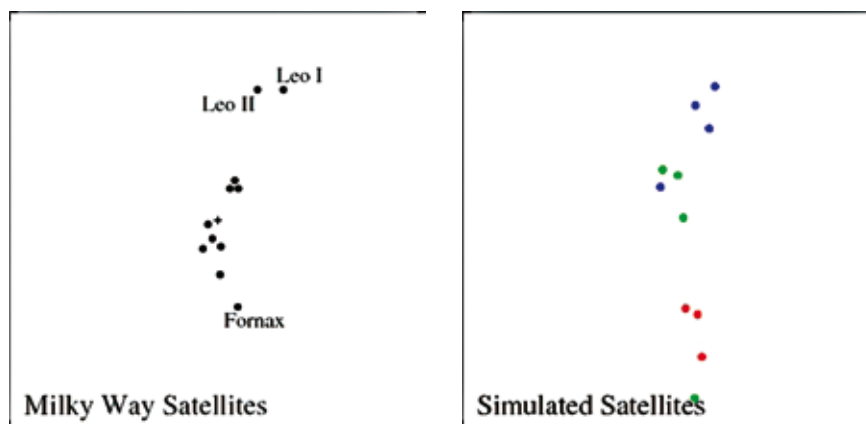 Leo I
Leo II
Fornax
Milky Way Satellites
Simulated Satellites